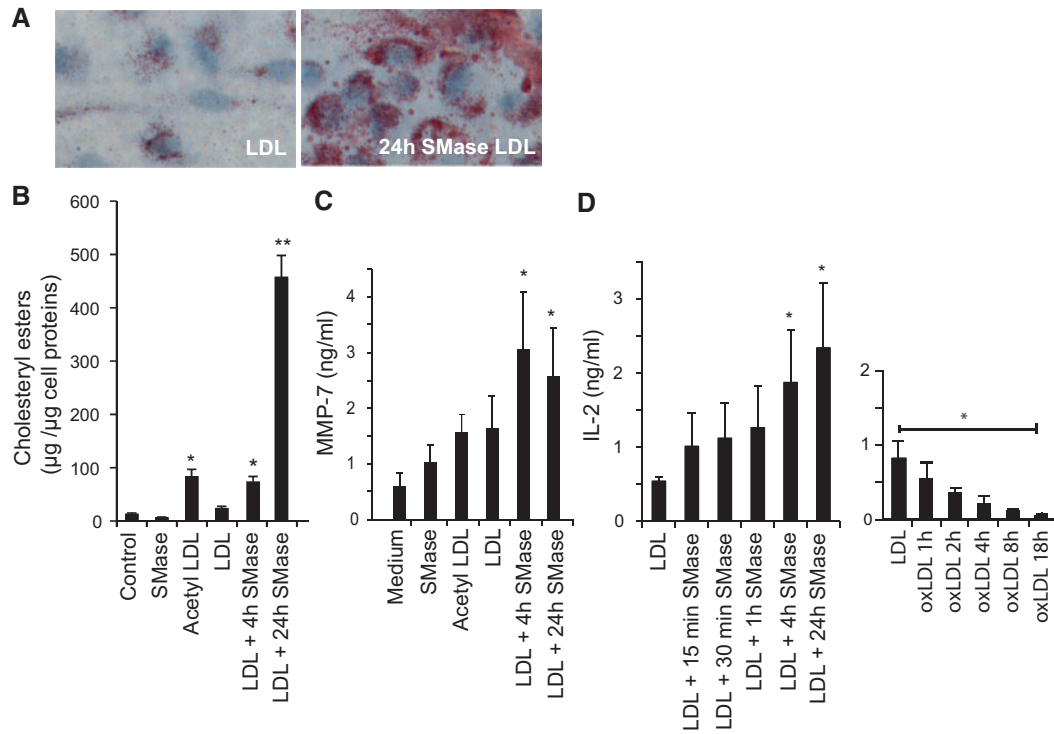 A
LDL
24h SMase LDL
B
Cholesteryl esters
(µg /µg cell proteins)
600
500
400
300
200
100
0
*
*
**
Control
SMase
Acetyl LDL
LDL
LDL + 4h SMase
LDL + 24h SMase
C
MMP-7 (ng/ml)
4
3
2
1
0
*
*
Medium
SMase
Acetyl LDL
LDL
LDL + 4h SMase
LDL + 24h SMase
D
IL-2 (ng/ml)
3
2
1
0
*
*
LDL
LDL + 15 min SMase
LDL + 30 min SMase
LDL + 1h SMase
LDL + 4h SMase
LDL + 24h SMase
2
1
0
*
LDL
oxLDL 1h
oxLDL 2h
oxLDL 4h
oxLDL 8h
oxLDL 18h